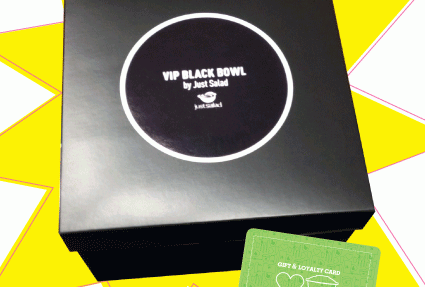 VIP BLACK BOWL
by Just Salad
just salad
GIFT & LOYALTY CARD